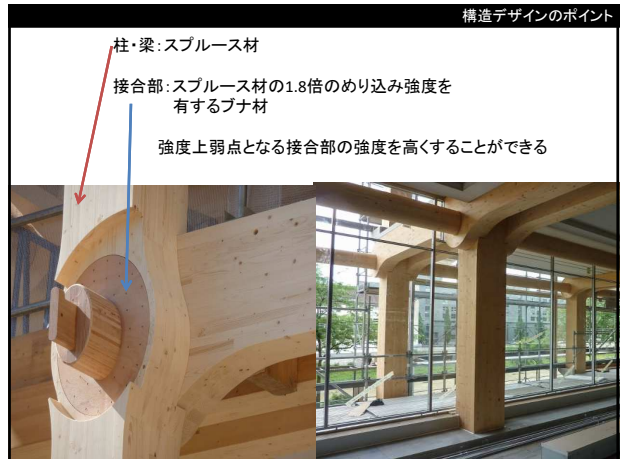 構造デザインのポイント
柱・梁：スプルース材
接合部：スプルース材の1.8倍のめり込み強度を
有するブナ材
強度上弱点となる接合部の強度を高くすることができる